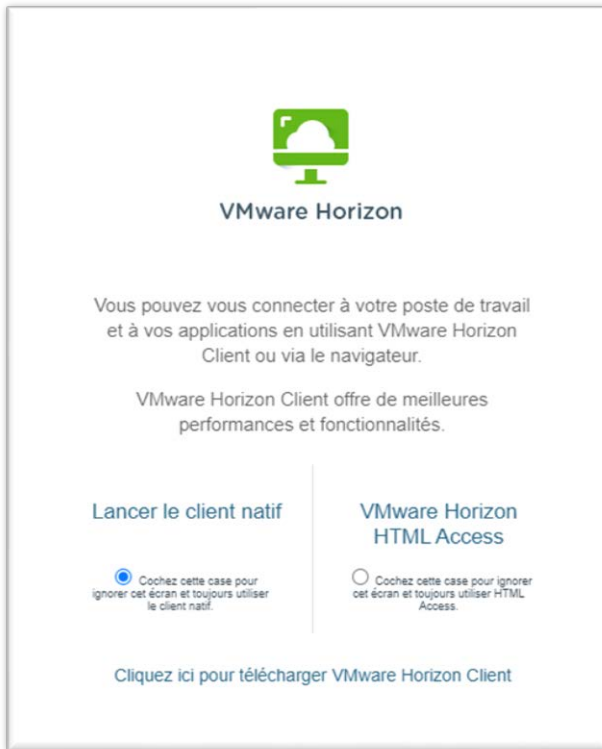 VMware Horizon
Vous pouvez vous connecter à votre poste de travail
et à vos applications en utilisant VMware Horizon
Client ou via le navigateur.
VMware Horizon Client offre de meilleures
performances et fonctionnalités.
Lancer le client natif
Cochez cette case pour
ignorer cet écran et toujours utiliser
le client natif.
VMware Horizon
HTML Access
Cochez cette case pour ignorer
cet écran et toujours utiliser HTML
Access.
Cliquez ici pour télécharger VMware Horizon Client